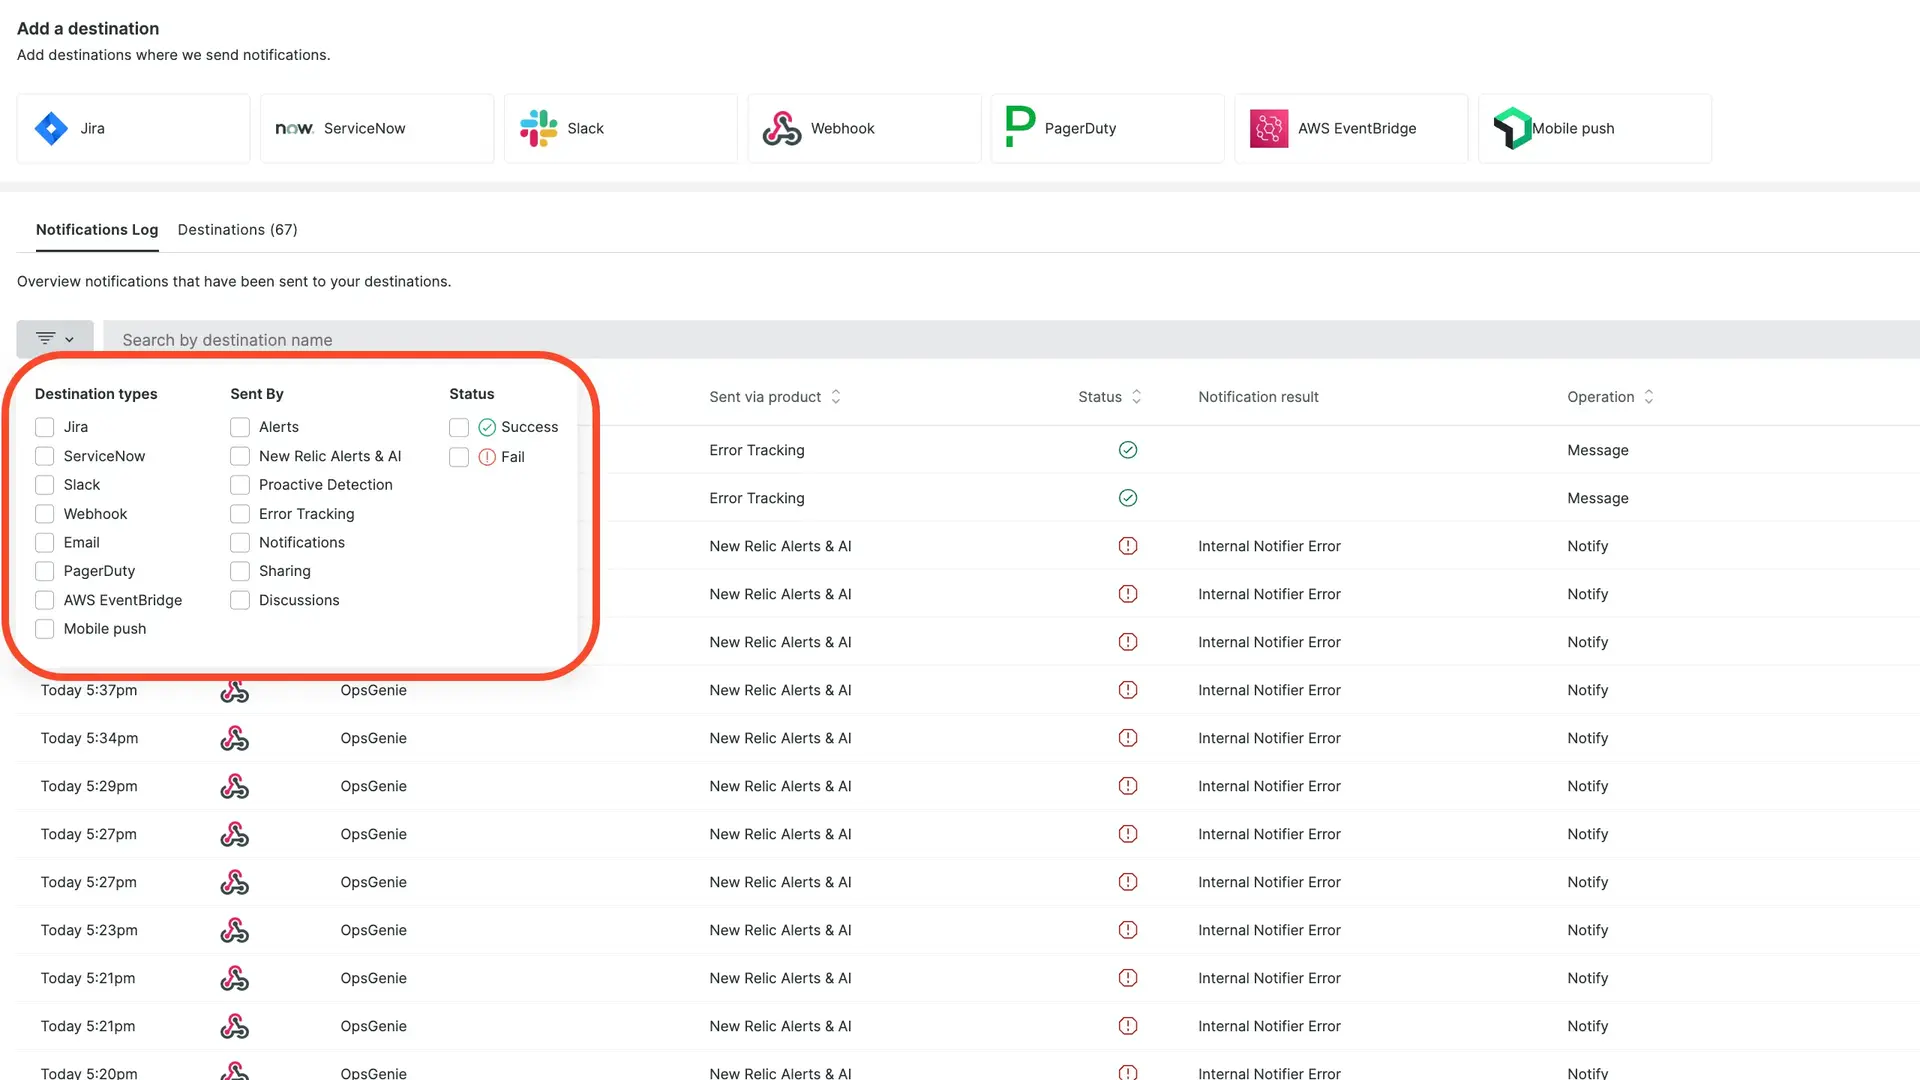 Add a destination
Add destinations where we send notifications.
Jira
now. ServiceNow
Slack
Webhook
PagerDuty
AWS EventBridge
Mobile push
Notifications Log
Destinations (67)
Overview notifications that have been sent to your destinations.
Search by destination name
Destination types
Jira
ServiceNow
Slack
Webhook
Email
PagerDuty
AWS EventBridge
Mobile push
Sent By
Alerts
New Relic Alerts & AI
Proactive Detection
Error Tracking
Notifications
Sharing
Discussions
Status
Success
Fail
Sent via product Status Notification result Operation
Error Tracking Message
Error Tracking Message
New Relic Alerts & AI Internal Notifier Error Notify
New Relic Alerts & AI Internal Notifier Error Notify
New Relic Alerts & AI Internal Notifier Error Notify
Today 5:37pm OpsGenie New Relic Alerts & AI Internal Notifier Error Notify
Today 5:34pm OpsGenie New Relic Alerts & AI Internal Notifier Error Notify
Today 5:29pm OpsGenie New Relic Alerts & AI Internal Notifier Error Notify
Today 5:27pm OpsGenie New Relic Alerts & AI Internal Notifier Error Notify
Today 5:27pm OpsGenie New Relic Alerts & AI Internal Notifier Error Notify
Today 5:23pm OpsGenie New Relic Alerts & AI Internal Notifier Error Notify
Today 5:21pm OpsGenie New Relic Alerts & AI Internal Notifier Error Notify
Today 5:21pm OpsGenie New Relic Alerts & AI Internal Notifier Error Notify
Today 5:20pm OpsGenie New Relic Alerts & AI Internal Notifier Error Notify